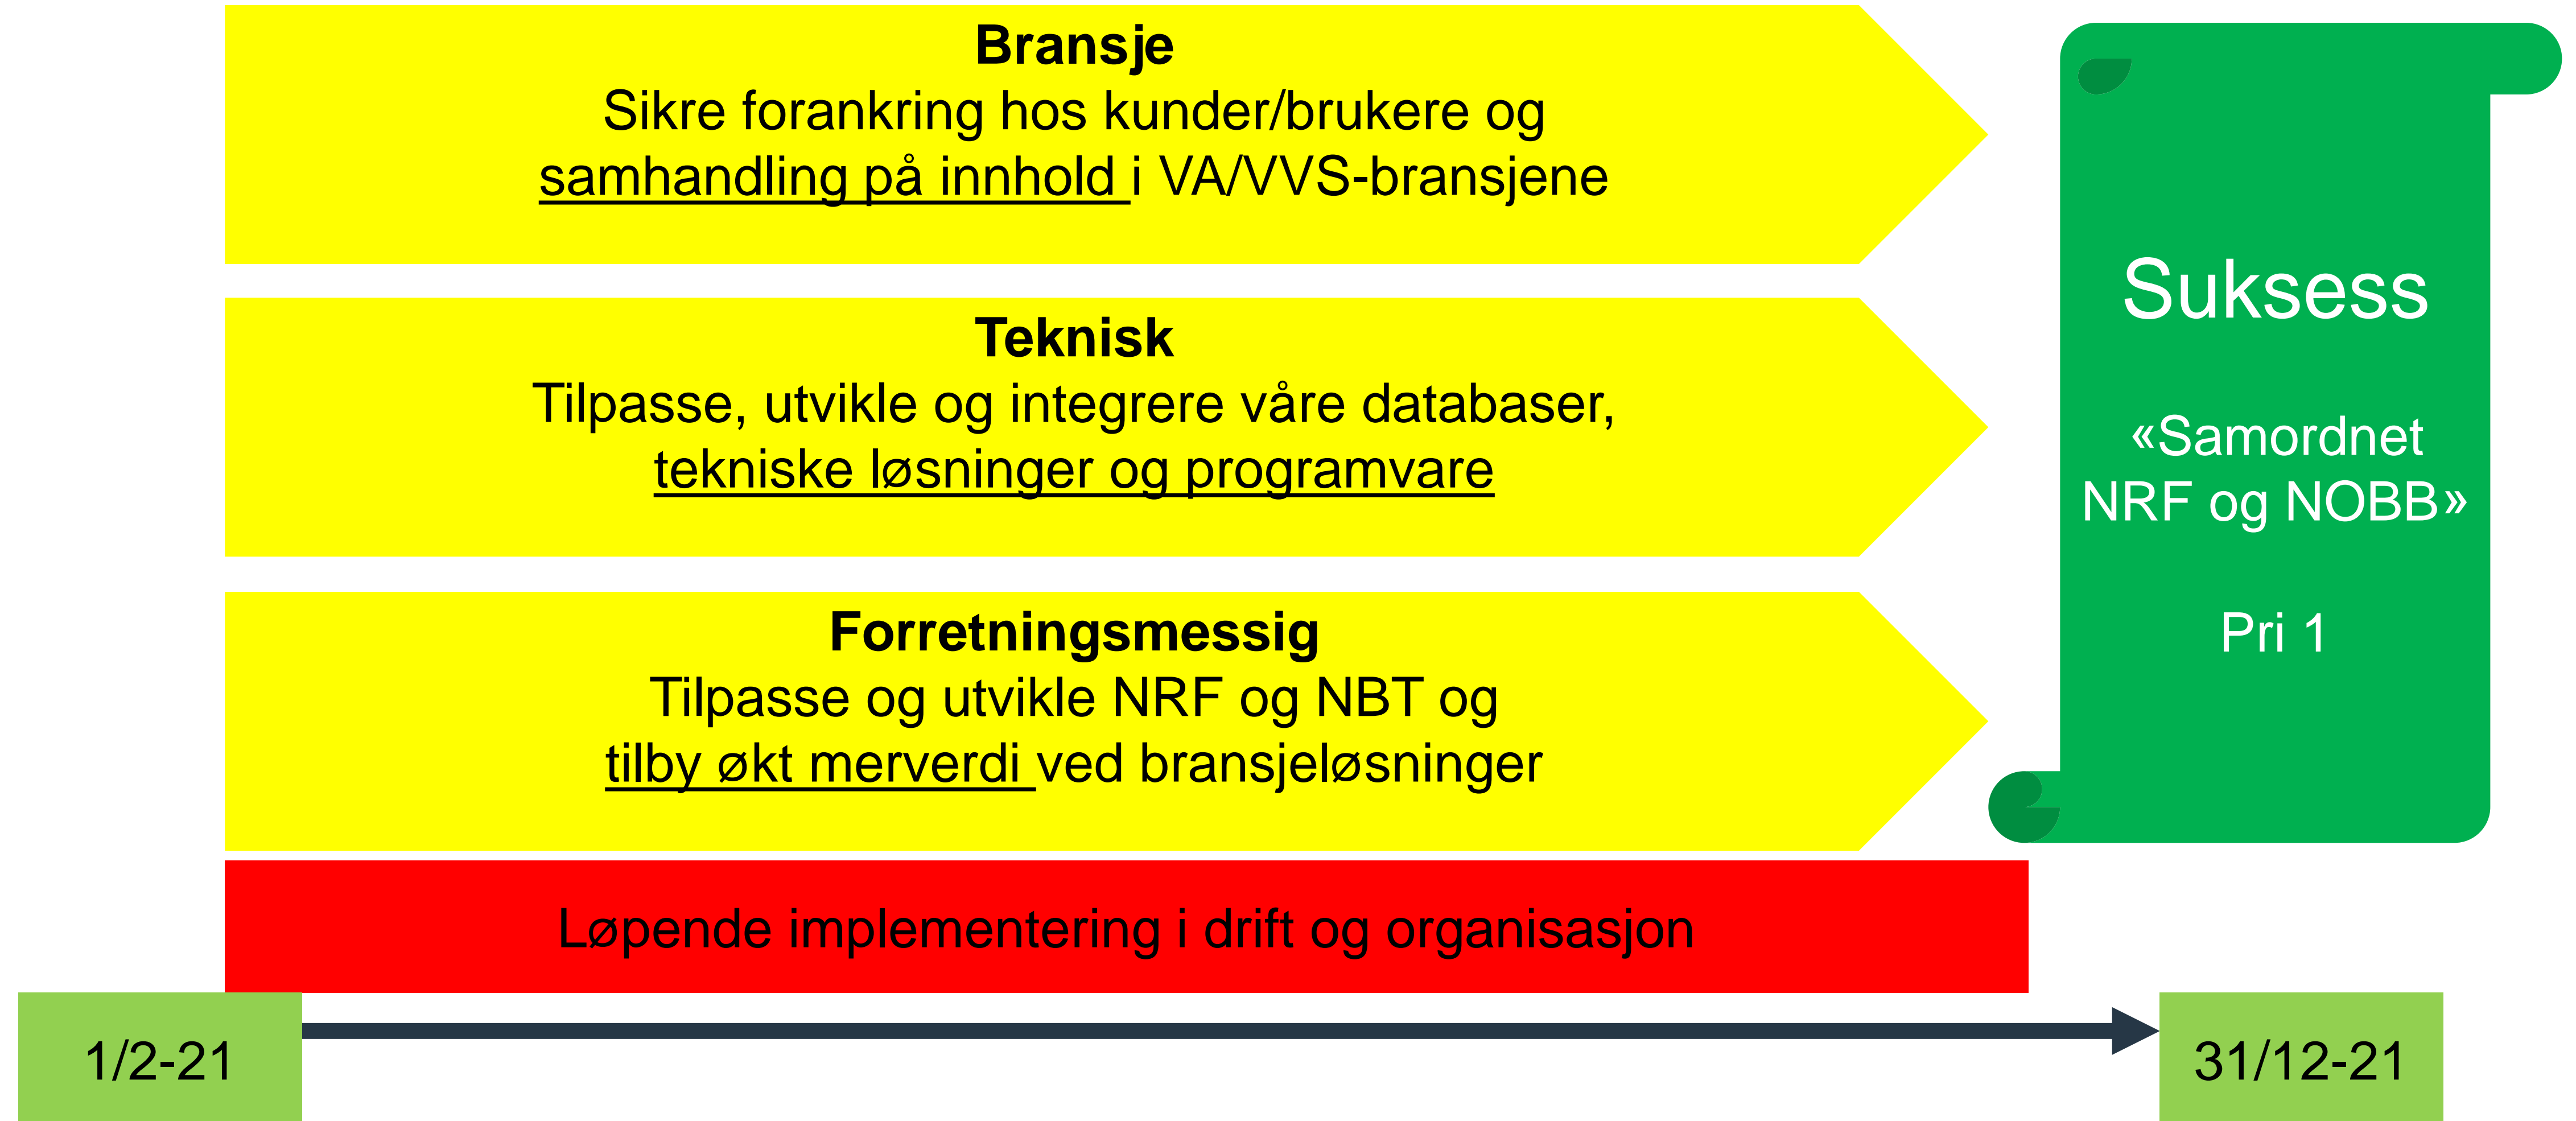 Bransje
Sikre forankring hos kunder/brukere og
samhandling på innhold i VA/VVS-bransjene
Teknisk
Tilpasse, utvikle og integrere våre databaser,
tekniske løsninger og programvare
Forretningsmessig
Tilpasse og utvikle NRF og NBT og
tilby økt merverdi ved bransjeløsninger
Suksess
«Samordnet
NRF og NOBB»
Pri 1
Løpende implementering i drift og organisasjon
1/2-21
31/12-21